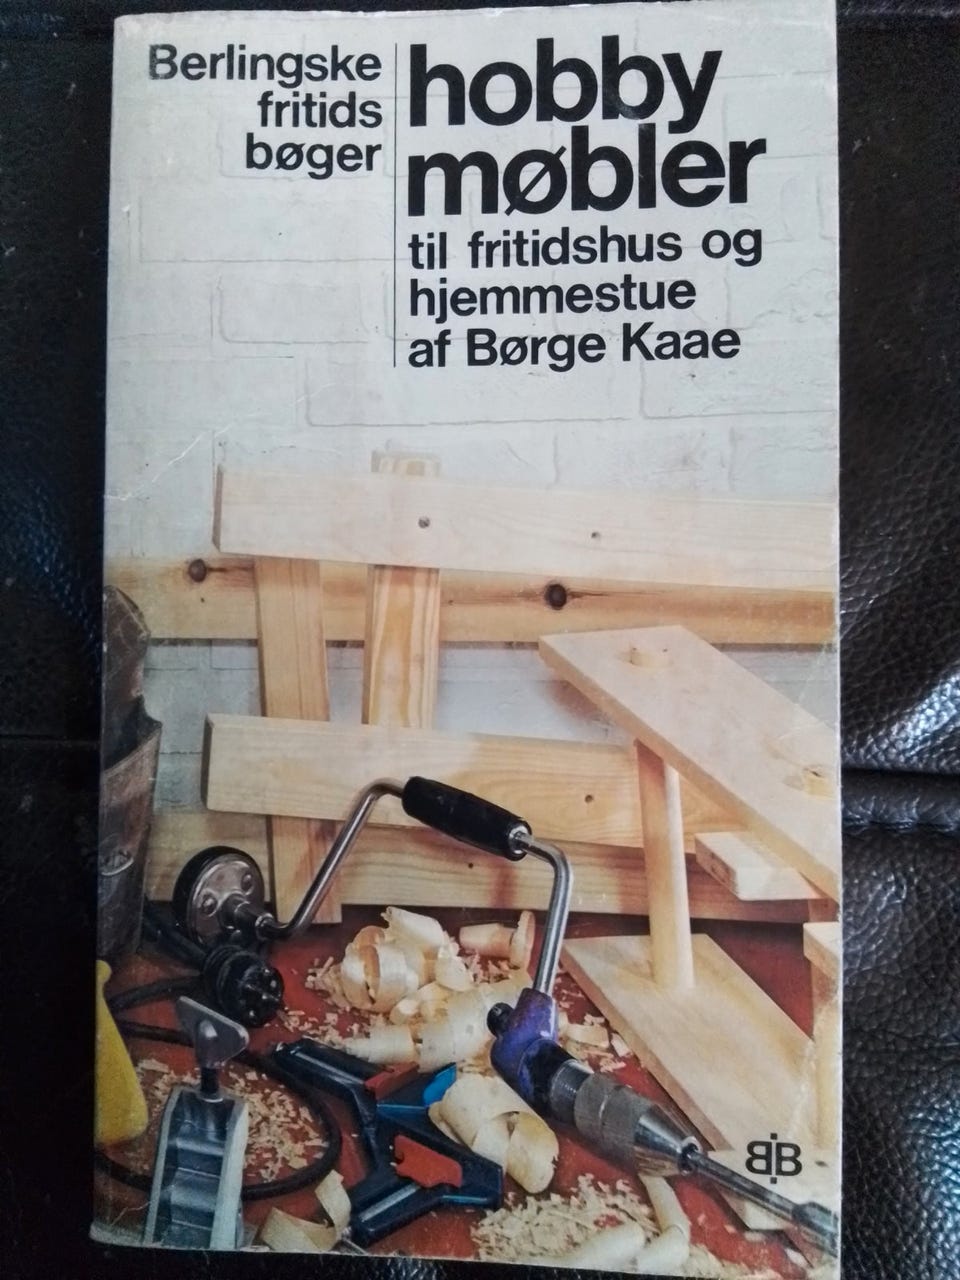 Berlingske
fritids
bøger
hobby
møbler
til fritidshus og
hjemmestue
af Børge Kaae
BB